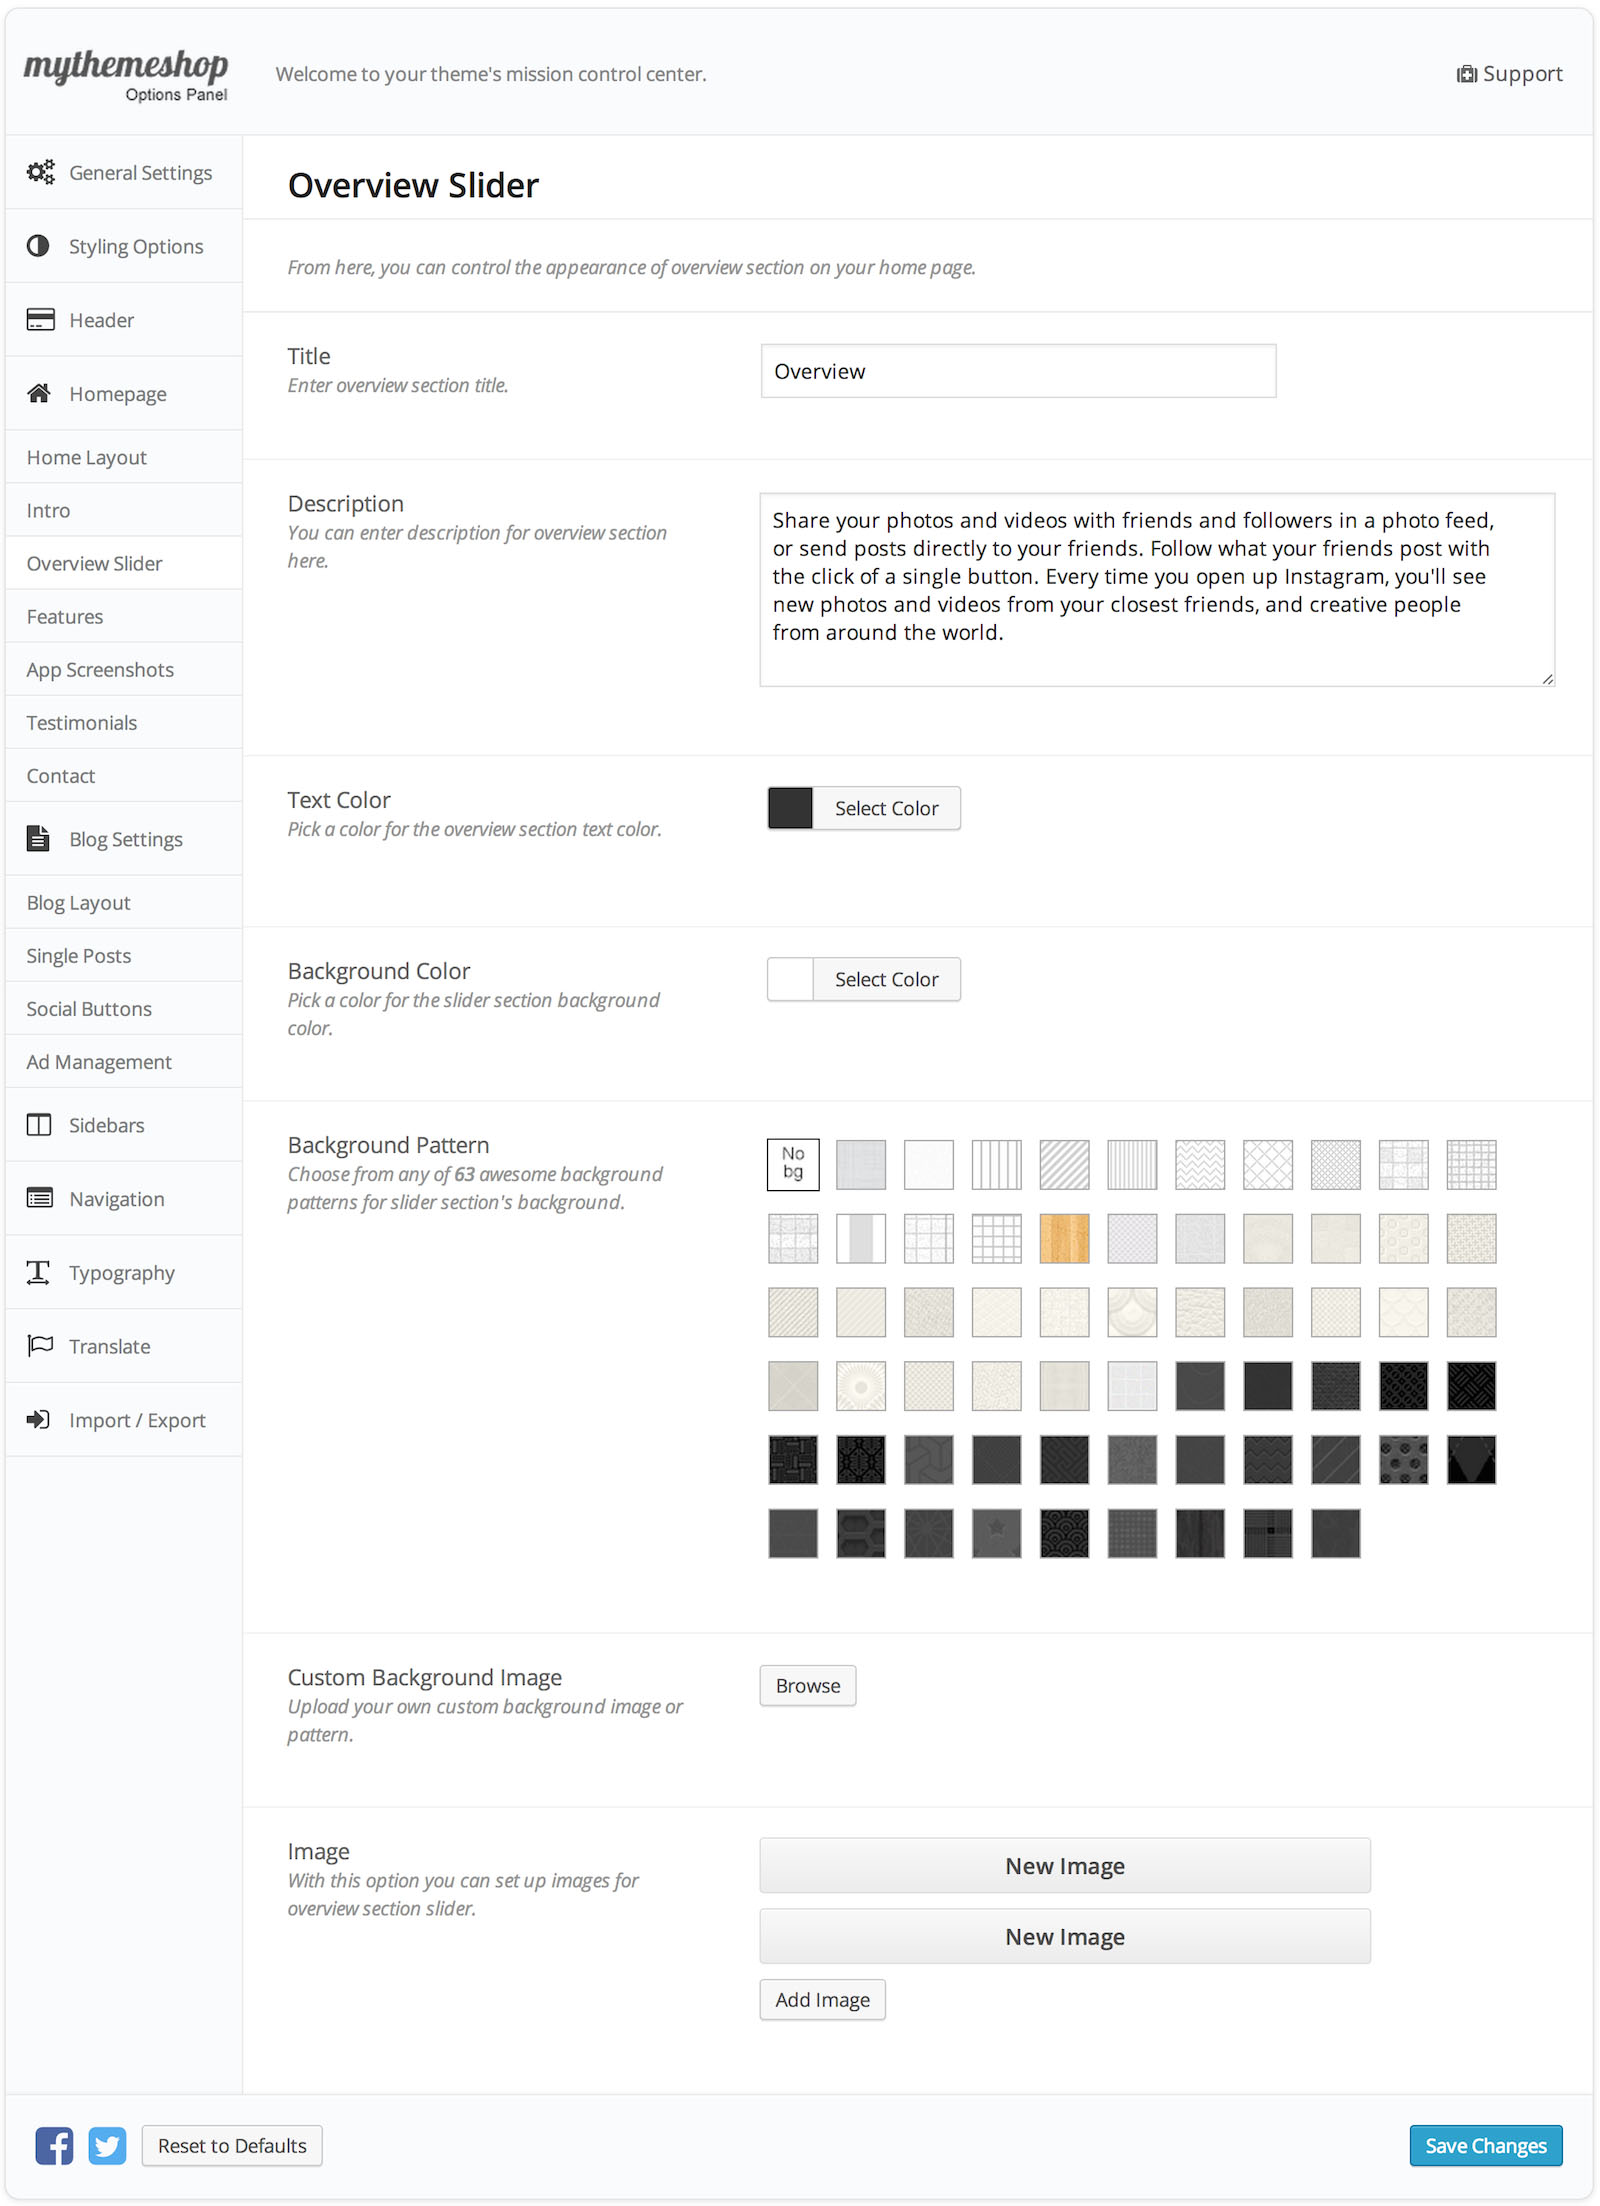 mythemeshop
Options Panel
Welcome to your theme's mission control center.
Support
General Settings
Styling Options
Header
Homepage
Home Layout
Intro
Overview Slider
Features
App Screenshots
Testimonials
Contact
Blog Settings
Blog Layout
Single Posts
Social Buttons
Ad Management
Sidebars
Navigation
Typography
Translate
Import / Export
Overview Slider
From here, you can control the appearance of overview section on your home page.
Title
Enter overview section title.
Overview
Description
You can enter description for overview section
here.
Share your photos and videos with friends and followers in a photo feed,
or send posts directly to your friends. Follow what your friends post with
the click of a single button. Every time you open up Instagram, you'll see
new photos and videos from your closest friends, and creative people
from around the world.
Text Color
Pick a color for the overview section text color.
Select Color
Background Color
Pick a color for the slider section background
color.
Select Color
Background Pattern
Choose from any of 63 awesome background
patterns for slider section's background.
No
bg
Custom Background Image
Upload your own custom background image or
pattern.
Browse
Image
With this option you can set up images for
overview section slider.
New Image
New Image
Add Image
Reset to Defaults
Save Changes